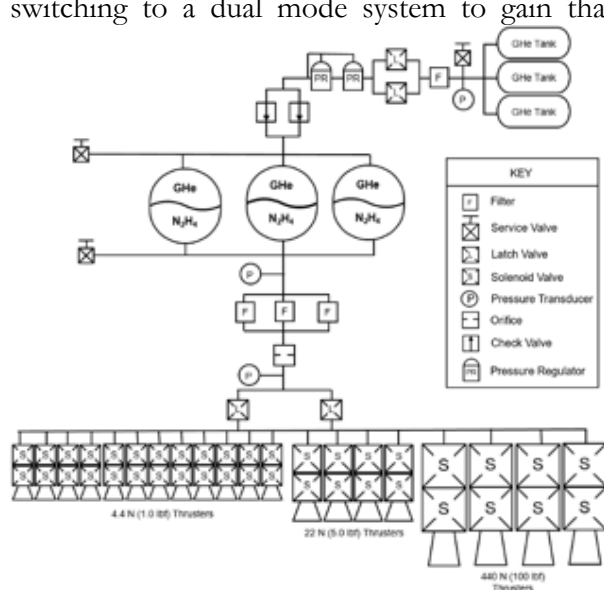 switching to a dual mode system to gain tha
GHe Tank
GHe Tank
GHe Tank
PR PR L F
L P
GHe GHe GHe
N₂H₄ N₂H₄ N₂H₄
P
F F F
P
L L
S S S S S S S S S S S S
S S S S S S S S S S S S
4.4 N (1.0 lbf) Thrusters
S S S S
S S S S
22 N (5.0 lbf) Thrusters
S S S S
S S S S
440 N (100 lbf)
Thrusters
KEY
F Filter
Service Valve
L Latch Valve
S Solenoid Valve
P Pressure Transducer
Orifice
Check Valve
PR Pressure Regulator